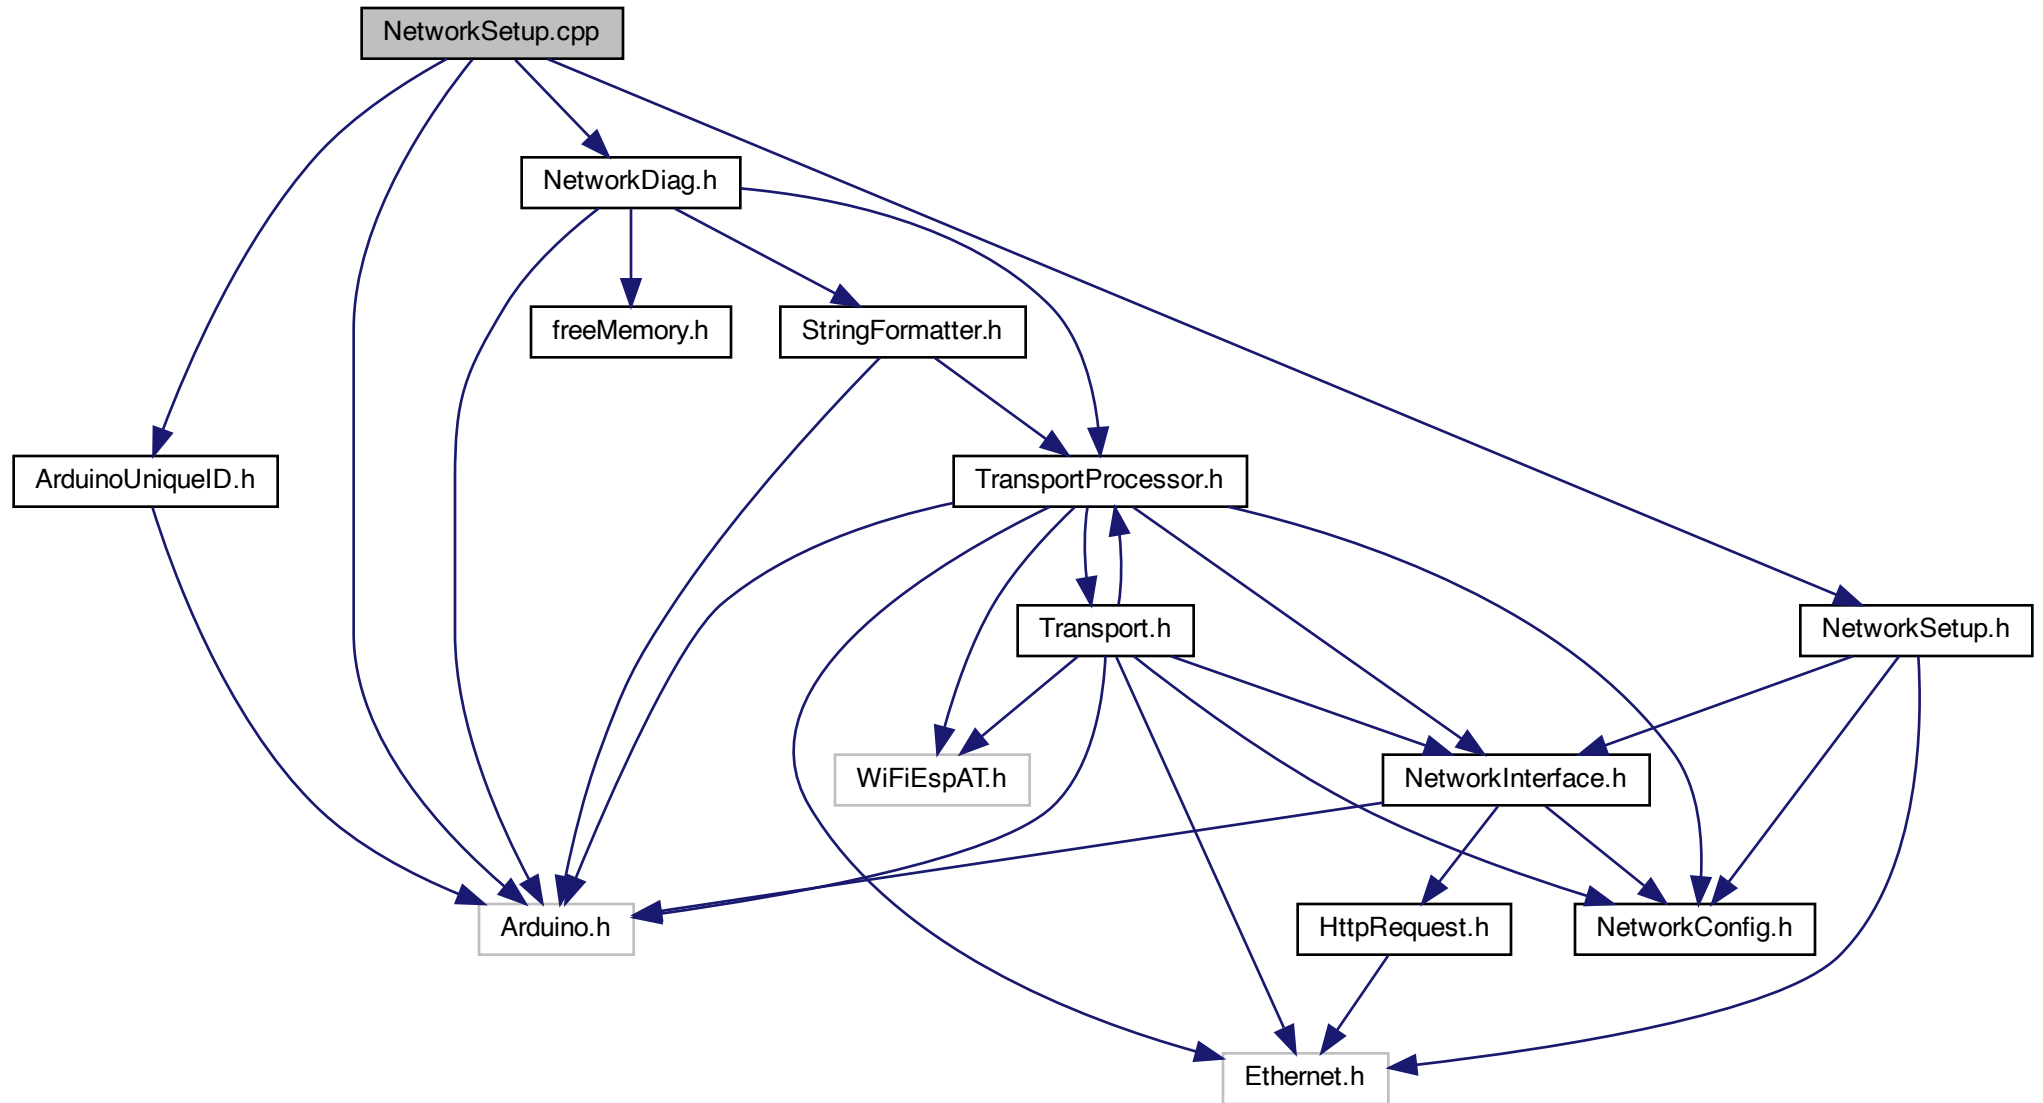 NetworkSetup.cpp
NetworkDiag.h
freeMemory.h
StringFormatter.h
ArduinoUniqueID.h
TransportProcessor.h
Transport.h
NetworkSetup.h
WiFiEspAT.h
NetworkInterface.h
Arduino.h
HttpRequest.h
NetworkConfig.h
Ethernet.h